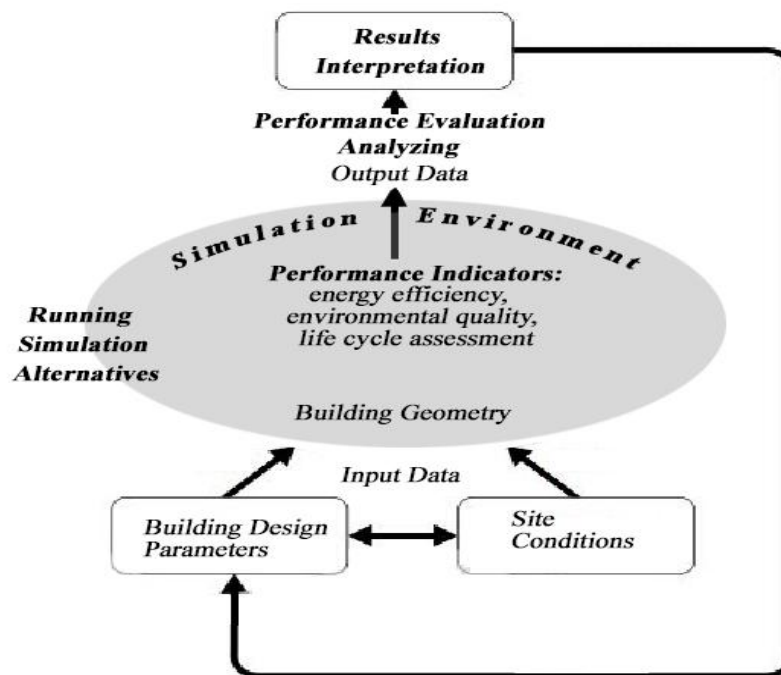 Results
Interpretation
Performance Evaluation
Analyzing
Output Data
Simulation Environment
Performance Indicators:
energy efficiency,
environmental quality,
life cycle assessment
Running
Simulation
Alternatives
Building Geometry
Input Data
Building Design
Parameters
Site
Conditions